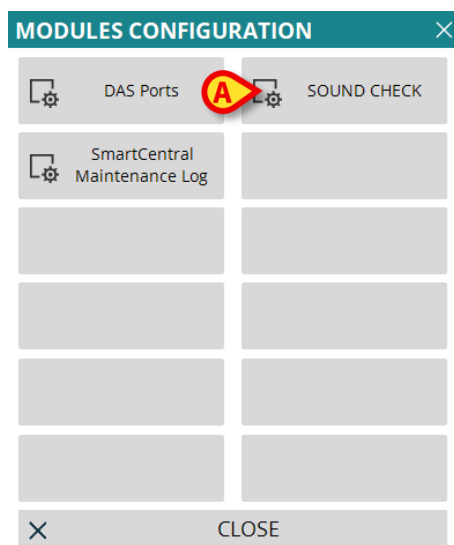 MODULES CONFIGURATION
DAS Ports
A
SOUND CHECK
SmartCentral
Maintenance Log
CLOSE